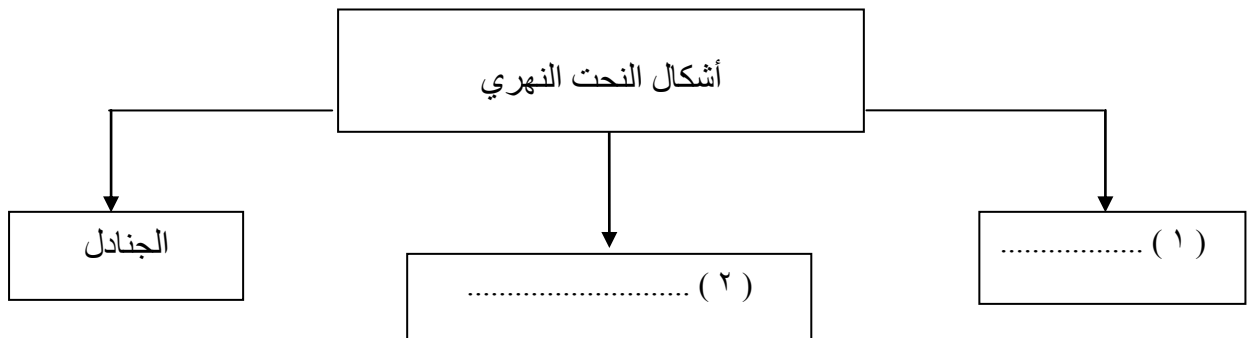 أشكال النحت النهري
( ١ ) ..................
( ٢ ) ............................
الجنادل